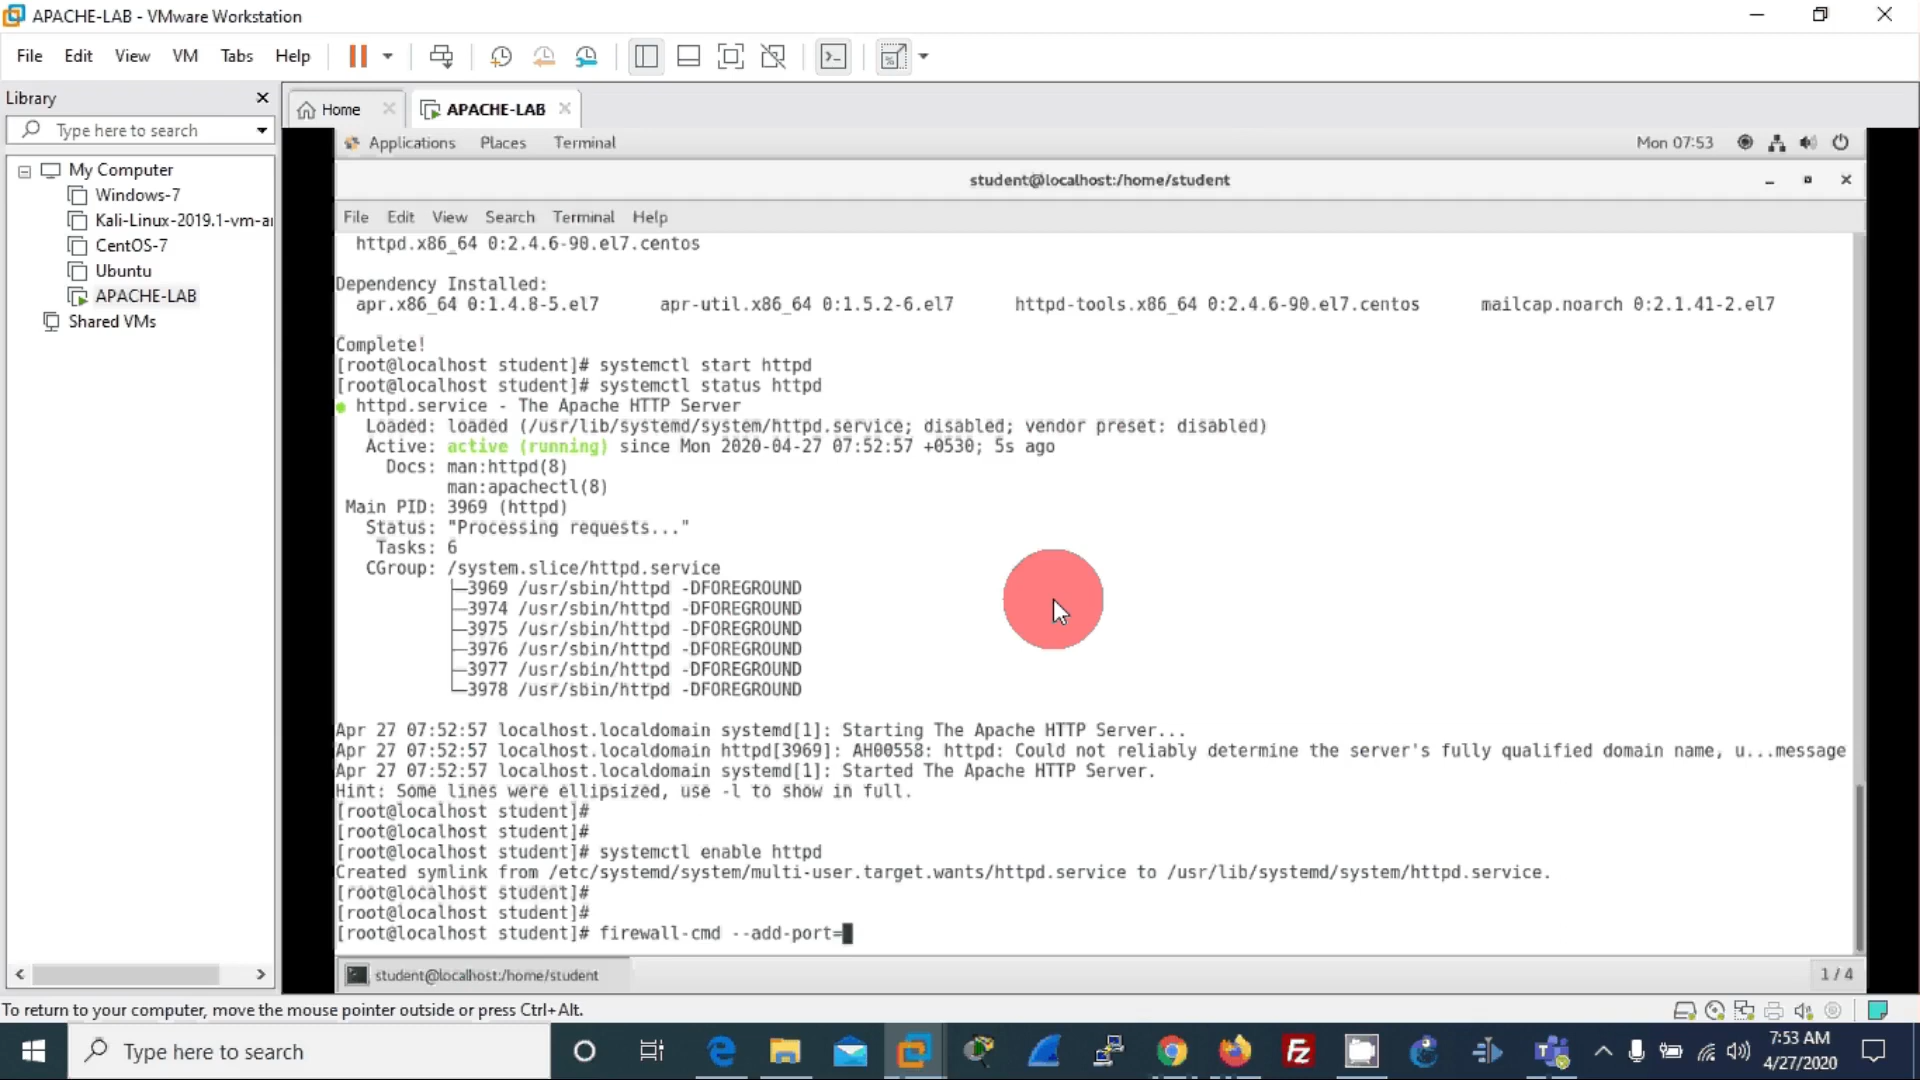 APACHE-LAB - VMware Workstation
File Edit View VM Tabs Help
Library
Type here to search
My Computer
Windows-7
Kali-Linux-2019.1-vm-a
CentOS-7
Ubuntu
APACHE-LAB
Shared VMs
Home APACHE-LAB
Applications Places Terminal Mon 07:53
student@localhost:/home/student
File Edit View Search Terminal Help
httpd.x86_64 0:2.4.6-90.el7.centos
Dependency Installed:
apr.x86_64 0:1.4.8-5.el7 apr-util.x86_64 0:1.5.2-6.el7 httpd-tools.x86_64 0:2.4.6-90.el7.centos mailcap.noarch 0:2.1.41-2.el7
Complete!
[root@localhost student]# systemctl start httpd
[root@localhost student]# systemctl status httpd
● httpd.service - The Apache HTTP Server
Loaded: loaded (/usr/lib/systemd/system/httpd.service; disabled; vendor preset: disabled)
Active: active (running) since Mon 2020-04-27 07:52:57 +0530; 5s ago
Docs: man:httpd(8)
man:apachectl(8)
Main PID: 3969 (httpd)
Status: "Processing requests..."
Tasks: 6
CGroup: /system.slice/httpd.service
├─3969 /usr/sbin/httpd -DFOREGROUND
├─3974 /usr/sbin/httpd -DFOREGROUND
├─3975 /usr/sbin/httpd -DFOREGROUND
├─3976 /usr/sbin/httpd -DFOREGROUND
├─3977 /usr/sbin/httpd -DFOREGROUND
└─3978 /usr/sbin/httpd -DFOREGROUND
Apr 27 07:52:57 localhost.localdomain systemd[1]: Starting The Apache HTTP Server...
Apr 27 07:52:57 localhost.localdomain httpd[3969]: AH00558: httpd: Could not reliably determine the server's fully qualified domain name, u...message
Apr 27 07:52:57 localhost.localdomain systemd[1]: Started The Apache HTTP Server.
Hint: Some lines were ellipsized, use -l to show in full.
[root@localhost student]#
[root@localhost student]#
[root@localhost student]# systemctl enable httpd
Created symlink from /etc/systemd/system/multi-user.target.wants/httpd.service to /usr/lib/systemd/system/httpd.service.
[root@localhost student]#
[root@localhost student]#
[root@localhost student]# firewall-cmd --add-port=
student@localhost:/home/student 1 / 4
To return to your computer, move the mouse pointer outside or press Ctrl+Alt.
Type here to search
7:53 AM
4/27/2020